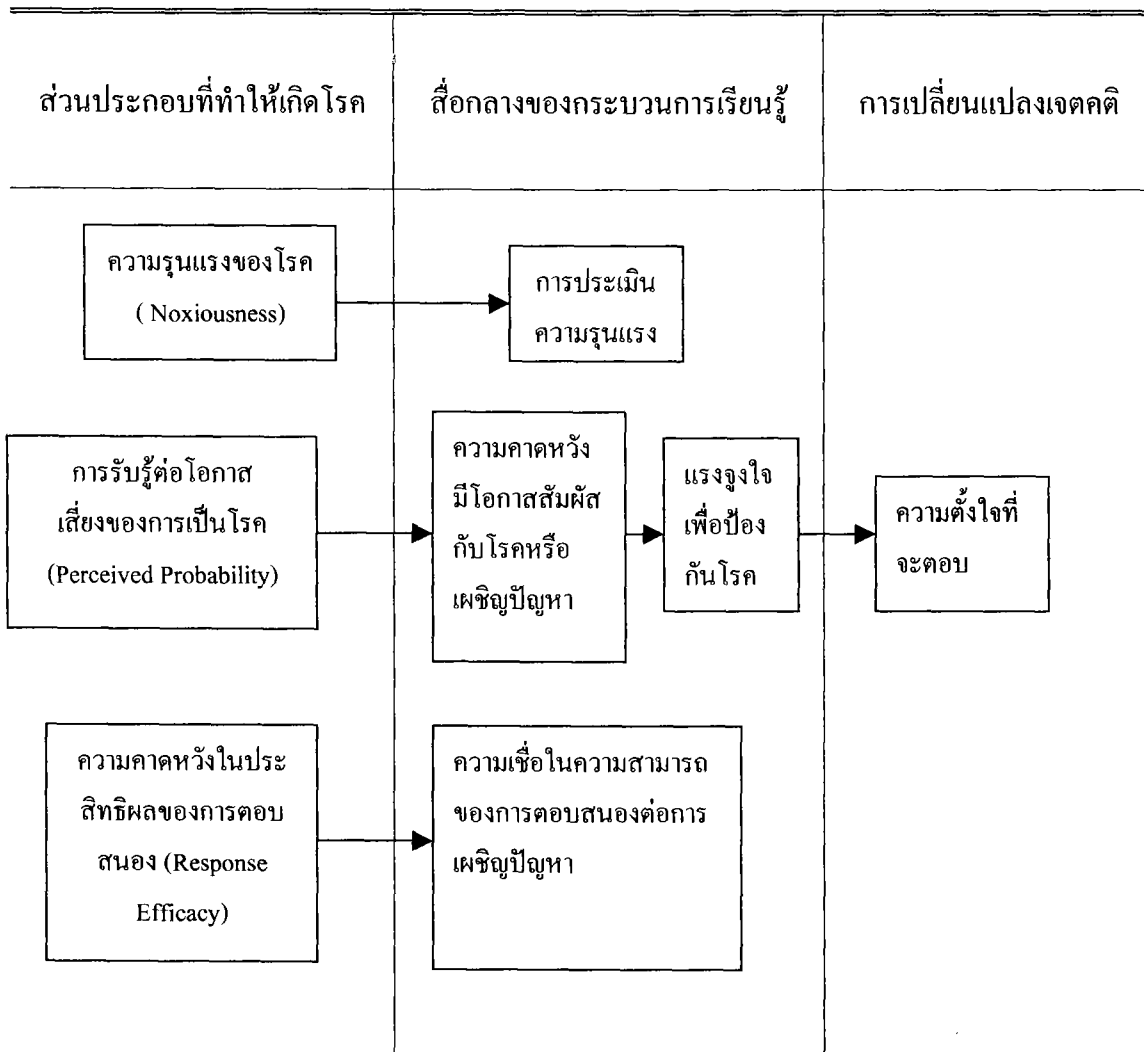 ส่วนประกอบที่ทำให้เกิดโรค
สื่อกลางของกระบวนการเรียนรู้
การเปลี่ยนแปลงเจตคติ
ความรุนแรงของโรค
( Noxiousness)
การประเมิน
ความรุนแรง
การรับรู้ต่อโอกาส
เสี่ยงของการเป็นโรค
(Perceived Probability)
ความคาดหวัง
มีโอกาสสัมผัส
กับโรคหรือ
เผชิญปัญหา
แรงจูงใจ
เพื่อป้อง
กันโรค
ความตั้งใจที่
จะตอบ
ความคาดหวังในประ
สิทธิผลของการตอบ
สนอง (Response
Efficacy)
ความเชื่อในความสามารถ
ของการตอบสนองต่อการ
เผชิญปัญหา